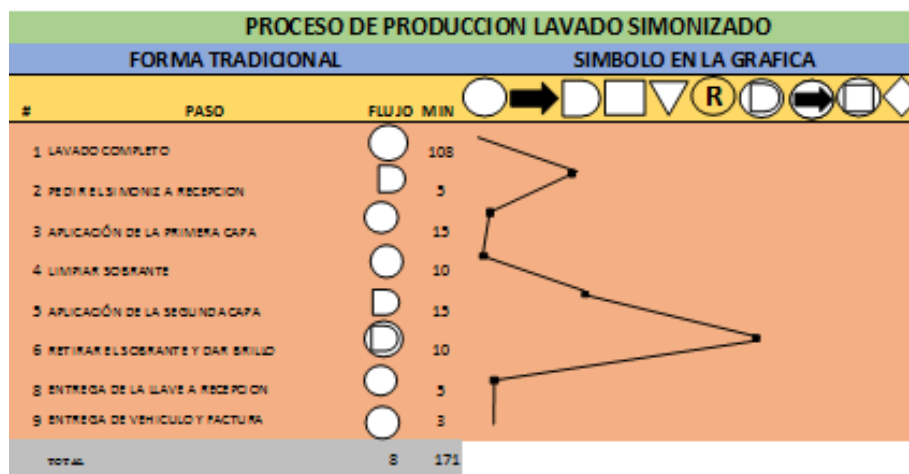 PROCESO DE PRODUCCION LAVADO SIMONIZADO
FORMA TRADICIONAL SIMBOLO EN LA GRAFICA
# PASO FLUJO MIN R
1 LAVADO COMPLETO 108
2 PEDIR EL SIMONIZ A RECEPCION 5
3 APLICACIÓN DE LA PRIMERA CAPA 15
4 LIMPIAR SOBRANTE 10
5 APLICACIÓN DE LA SEGUNDA CAPA 15
6 RETIRAR EL SOBRANTE Y DAR BRILLO 10
8 ENTREGA DE LA LLAVE A RECEPCION 5
9 ENTREGA DE VEHICULO Y FACTURA 3
TOTAL 8 171